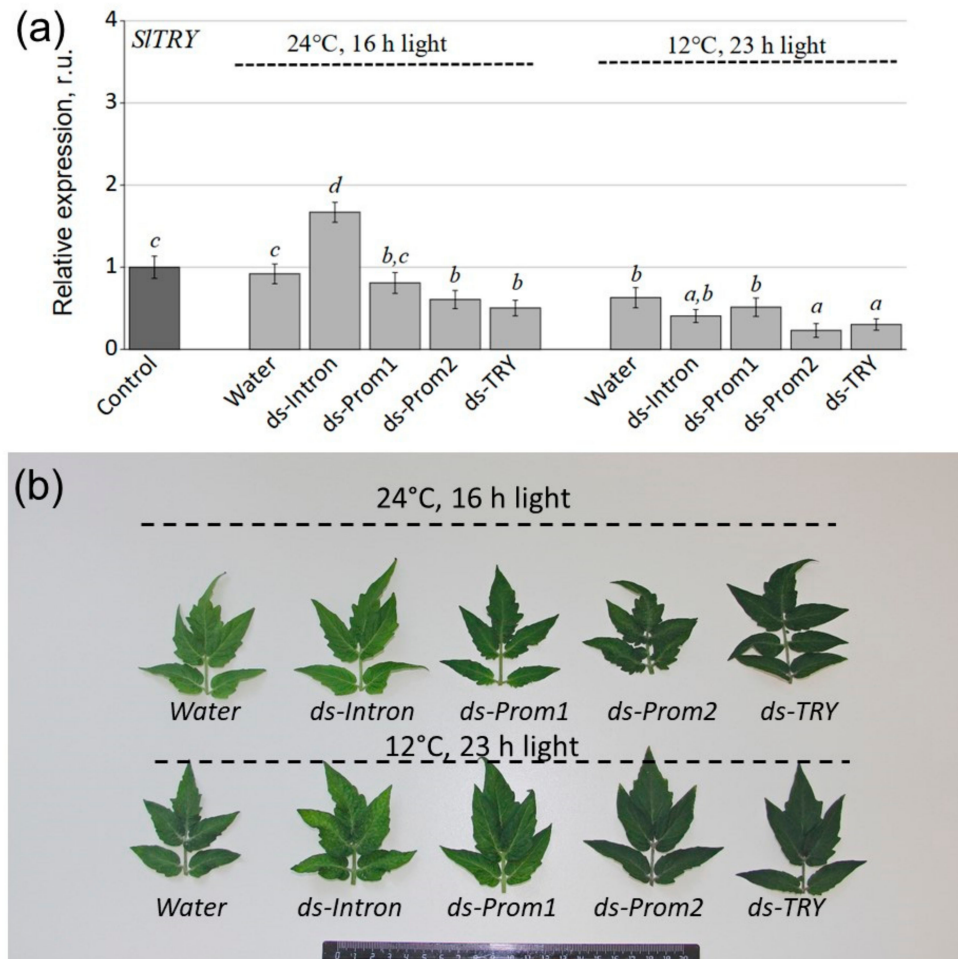 (a)
SlTRY
24°C, 16 h light
12°C, 23 h light
Relative expression, r.u.
4
3
2
1
0
c
c
d
b,c
b
b
b
a,b
b
a
a
Control
Water
ds-Intron
ds-Prom1
ds-Prom2
ds-TRY
Water
ds-Intron
ds-Prom1
ds-Prom2
ds-TRY
(b)
24°C, 16 h light
Water ds-Intron ds-Prom1 ds-Prom2 ds-TRY
12°C, 23 h light
Water ds-Intron ds-Prom1 ds-Prom2 ds-TRY